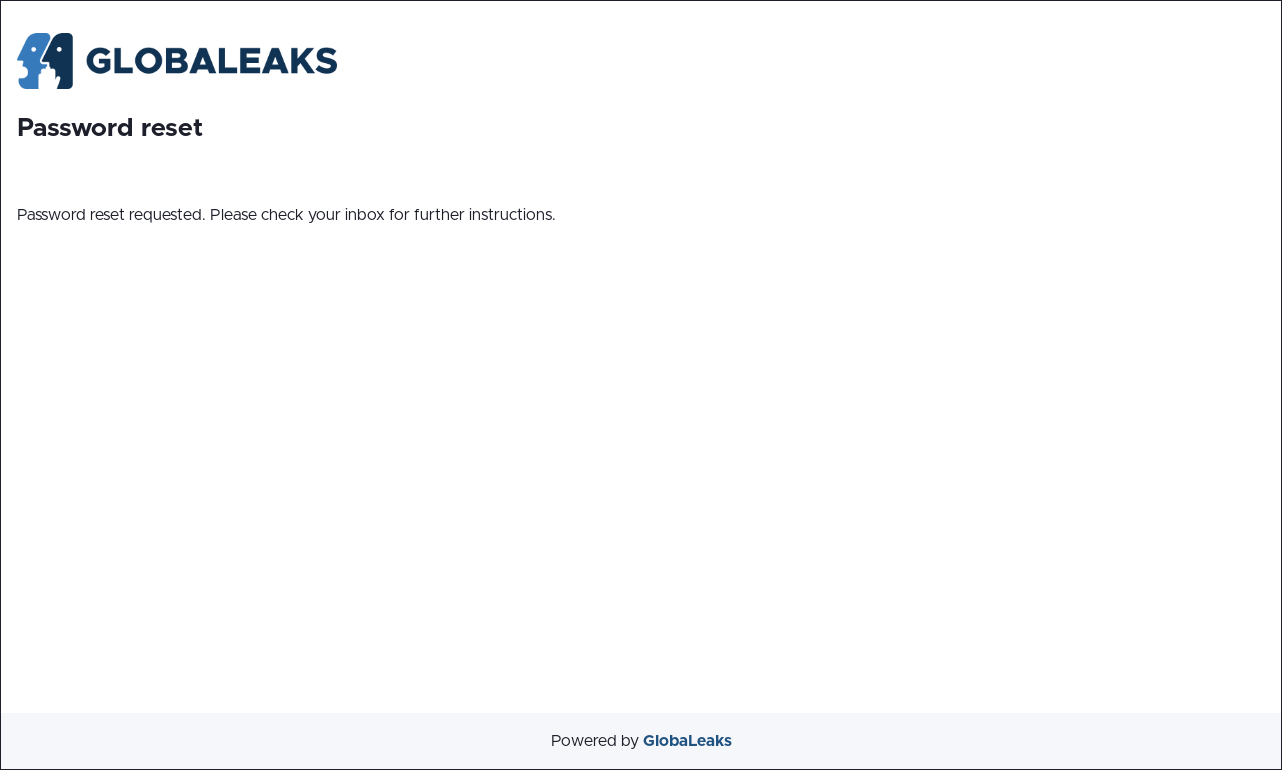 GLOBALEAKS
Password reset
Password reset requested. Please check your inbox for further instructions.
Powered by GlobaLeaks